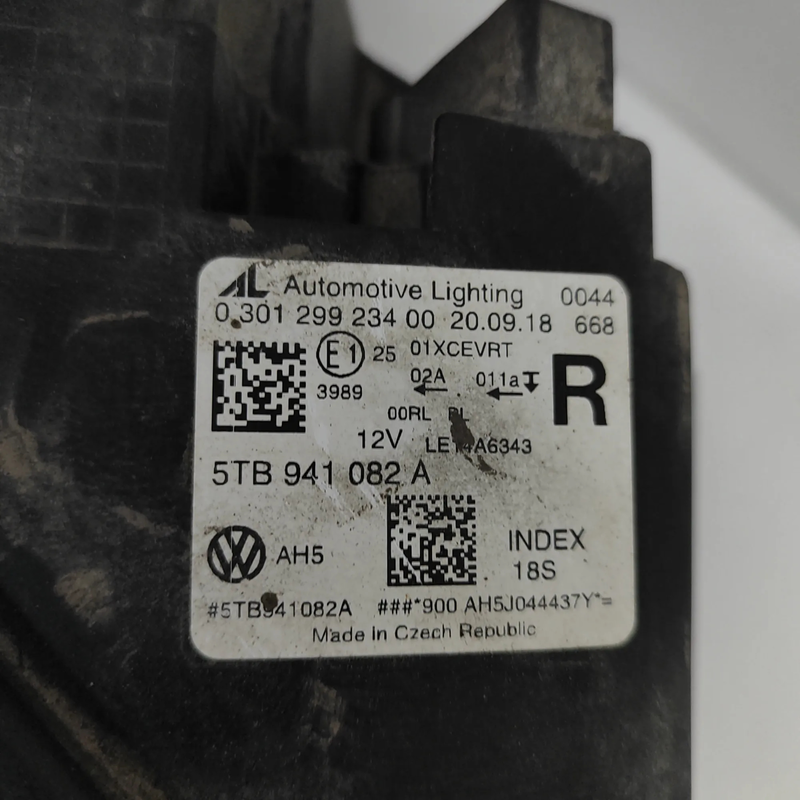 AL Automotive Lighting 0044
0 301 299 234 00 20.09.18 668
E1 25 01XCEVRT
3989 02A 011a R
00RL
12V
5TB 941 082 A
VW AH5 INDEX
18S
#5TB941082A ###*900 AH5J044437Y*=
Made in Czech Republic